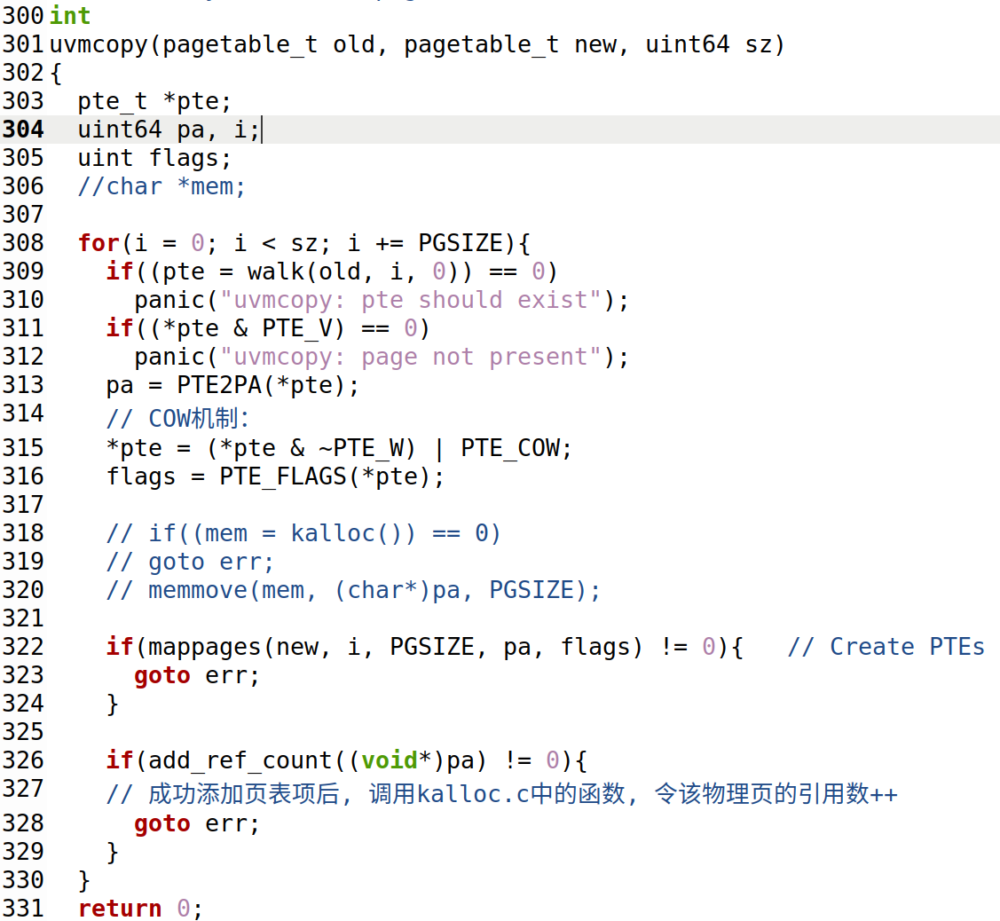 300 int
301 uvmcopy(pagetable_t old, pagetable_t new, uint64 sz)
302 {
303   pte_t *pte;
304   uint64 pa, i;
305   uint flags;
306   //char *mem;
307
308   for(i = 0; i < sz; i += PGSIZE){
309     if((pte = walk(old, i, 0)) == 0)
310       panic("uvmcopy: pte should exist");
311     if((*pte & PTE_V) == 0)
312       panic("uvmcopy: page not present");
313     pa = PTE2PA(*pte);
314     // COW机制：
315     *pte = (*pte & ~PTE_W) | PTE_COW;
316     flags = PTE_FLAGS(*pte);
317
318     // if((mem = kalloc()) == 0)
319     // goto err;
320     // memmove(mem, (char*)pa, PGSIZE);
321
322     if(mappages(new, i, PGSIZE, pa, flags) != 0){   // Create PTEs
323       goto err;
324     }
325
326     if(add_ref_count((void*)pa) != 0){
327     // 成功添加页表项后, 调用kalloc.c中的函数, 令该物理页的引用数++
328       goto err;
329     }
330   }
331   return 0;